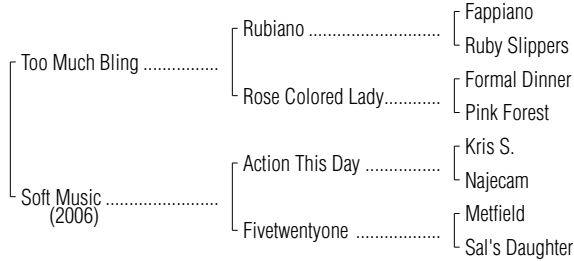 Fappiano
Rubiano ............................
Ruby Slippers
Too Much Bling ................
Formal Dinner
Rose Colored Lady............
Pink Forest
Kris S.
Action This Day ................
Najecam
Soft Music ........................
(2006)
Metfield
Fivetwentyone ..................
Sal's Daughter